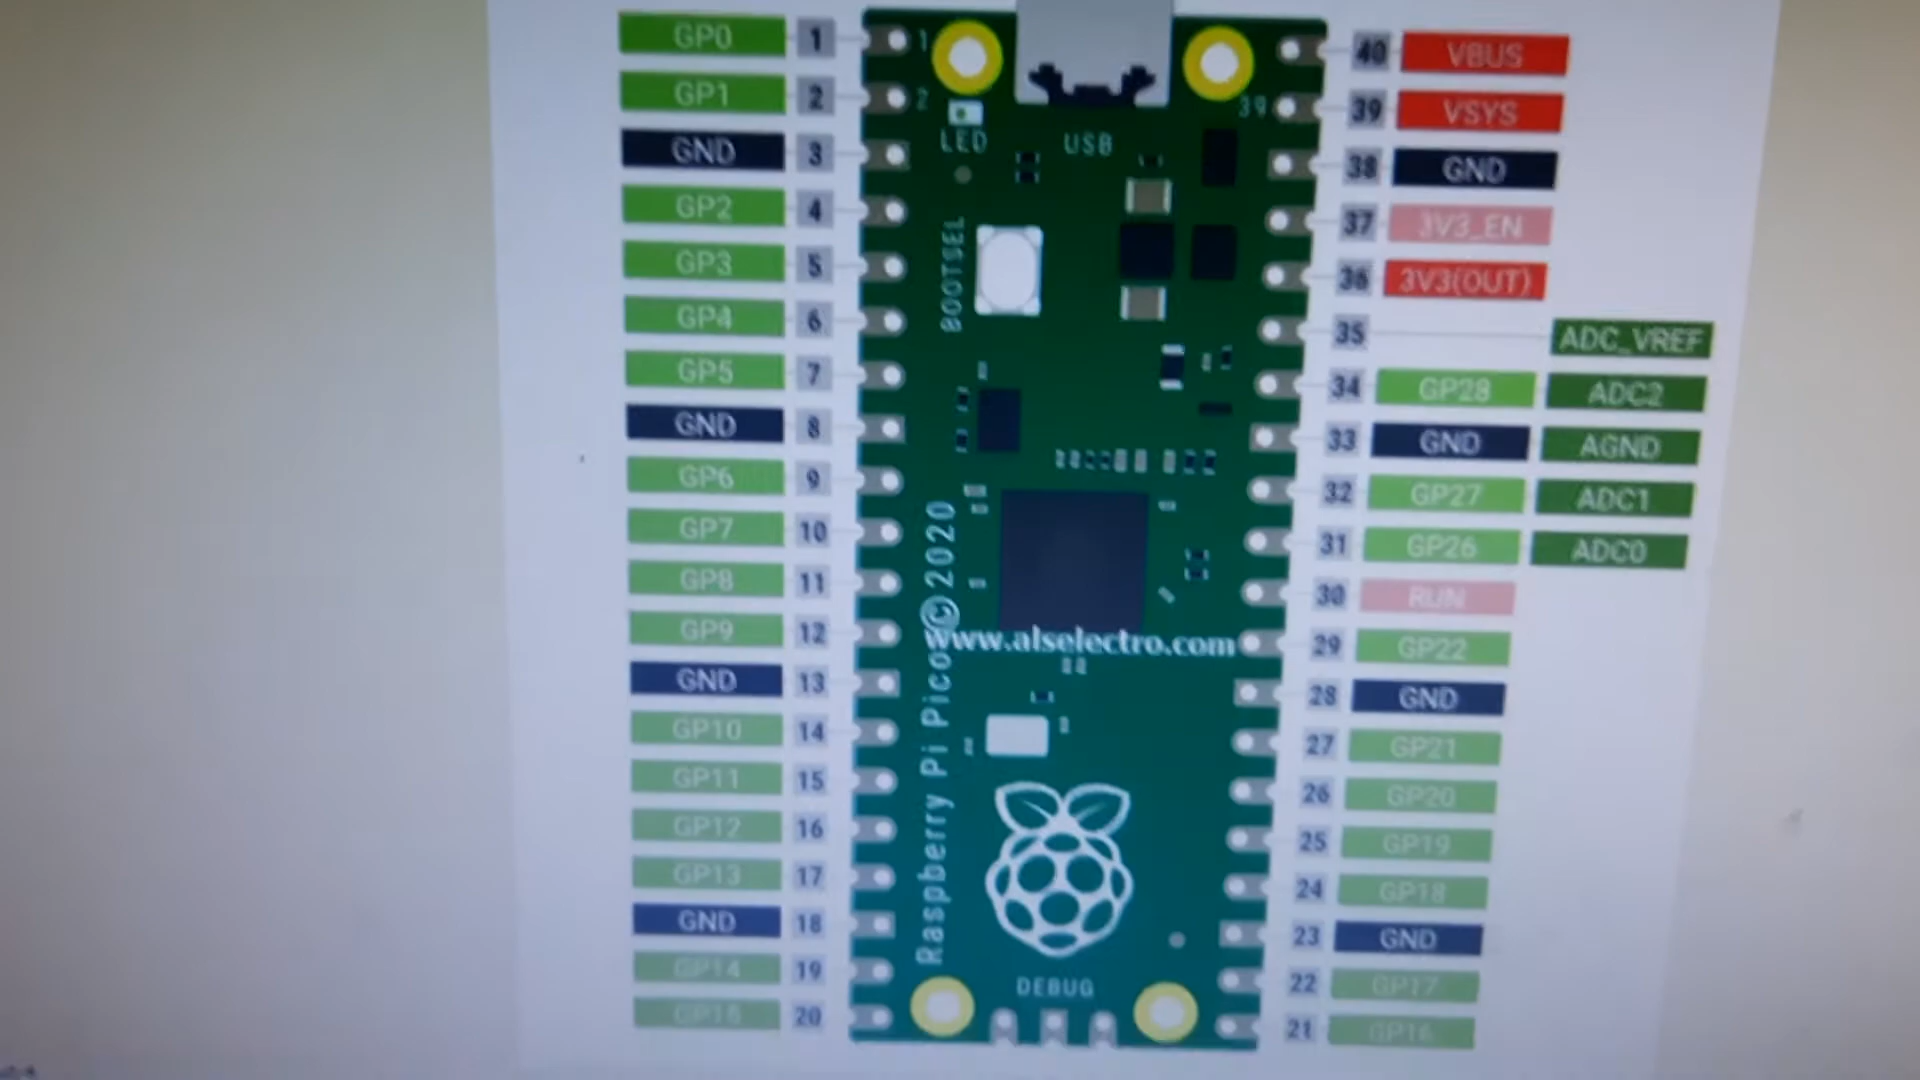 GP0 1
GP1 2
GND 3
GP2 4
GP3 5
GP4 6
GP5 7
GND 8
GP6 9
GP7 10
GP8 11
GP9 12
GND 13
GP10 14
GP11 15
GP12 16
GP13 17
GND 18
GP14 19
GP15 20
1
2
LED
USB
39
BOOTSEL
Raspberry Pi Pico ©2020
www.alselectro.com
DEBUG
40 VBUS
39 VSYS
38 GND
37 3V3_EN
36 3V3(OUT)
35 ADC_VREF
34 GP28 ADC2
33 GND AGND
32 GP27 ADC1
31 GP26 ADC0
30 RUN
29 GP22
28 GND
27 GP21
26 GP20
25 GP19
24 GP18
23 GND
22 GP17
21 GP16